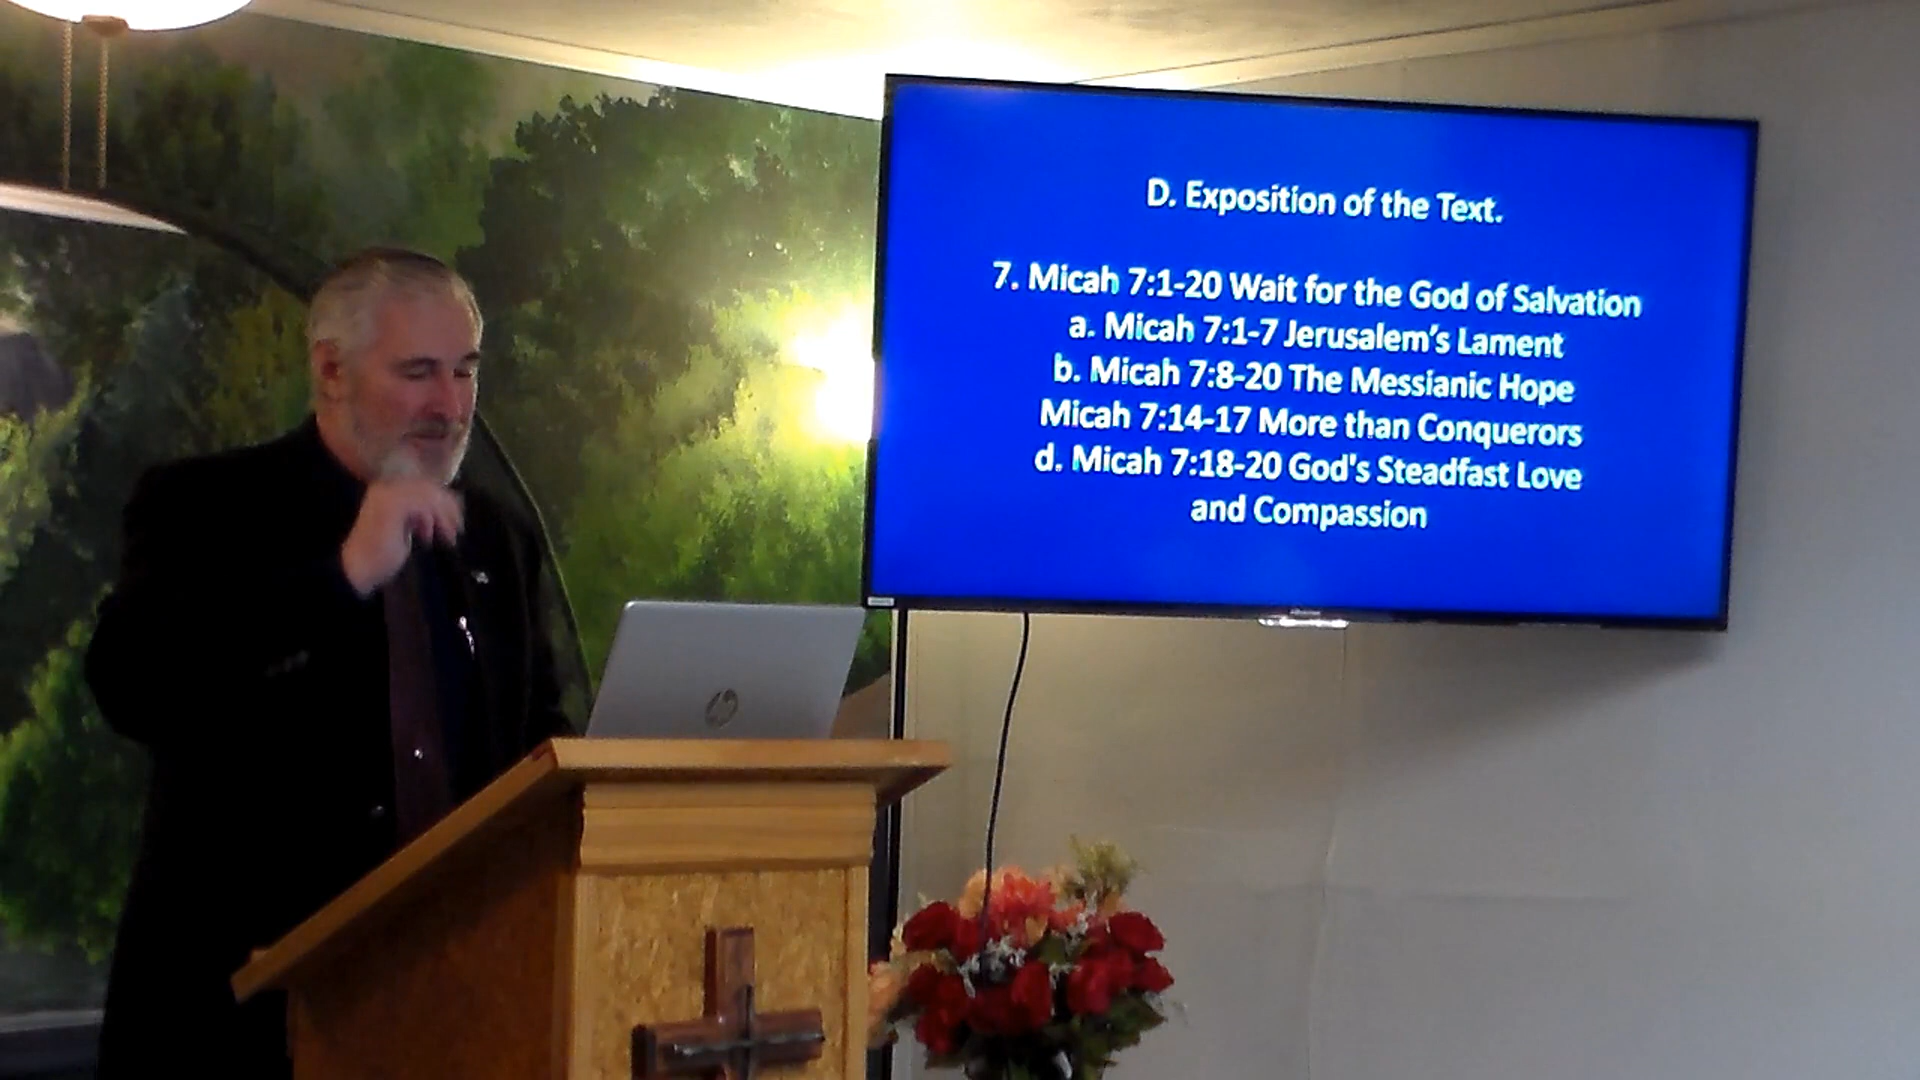 D. Exposition of the Text.
7. Micah 7:1-20 Wait for the God of Salvation
a. Micah 7:1-7 Jerusalem’s Lament
b. Micah 7:8-20 The Messianic Hope
Micah 7:14-17 More than Conquerors
d. Micah 7:18-20 God's Steadfast Love
and Compassion
hp